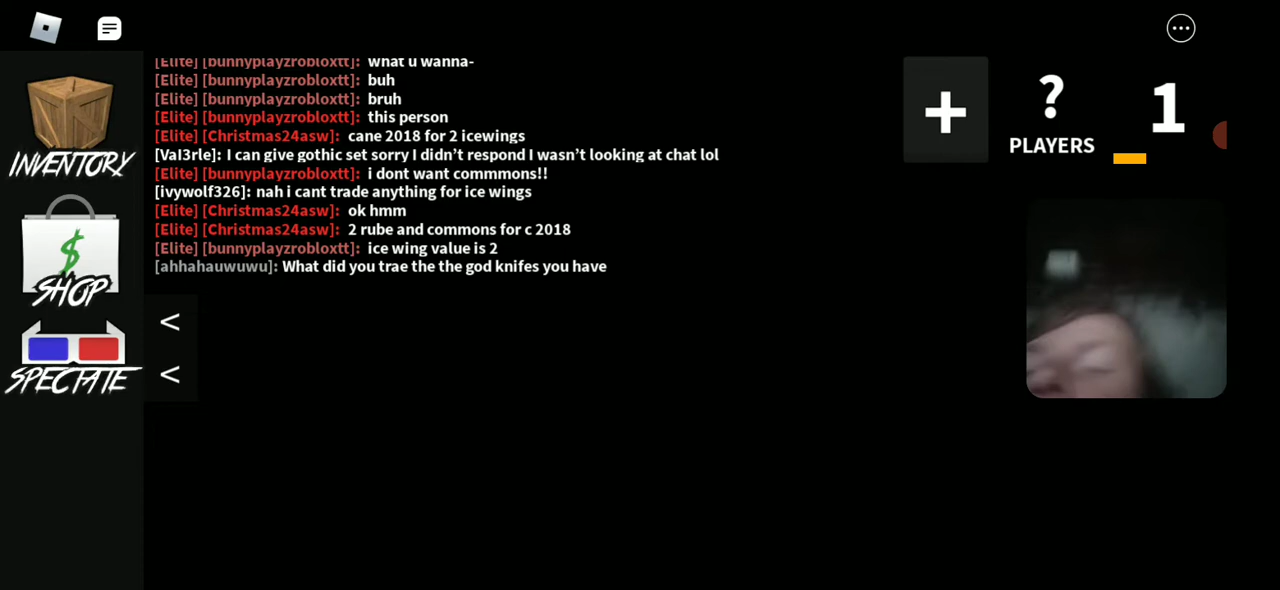 [Elite] [bunnyplayzrobloxtt]: what u wanna-
[Elite] [bunnyplayzrobloxtt]: buh
[Elite] [bunnyplayzrobloxtt]: bruh
[Elite] [bunnyplayzrobloxtt]: this person
[Elite] [Christmas24asw]: cane 2018 for 2 icewings
[VaI3rle]: I can give gothic set sorry I didn’t respond I wasn’t looking at chat lol
[Elite] [bunnyplayzrobloxtt]: i dont want commmons!!
[ivywolf326]: nah i cant trade anything for ice wings
[Elite] [Christmas24asw]: ok hmm
[Elite] [Christmas24asw]: 2 rube and commons for c 2018
[Elite] [bunnyplayzrobloxtt]: ice wing value is 2
[ahhahauwuwu]: What did you trae the the god knifes you have
INVENTORY
$
SHOP
SPECTATE
<
<
+
?
PLAYERS
1